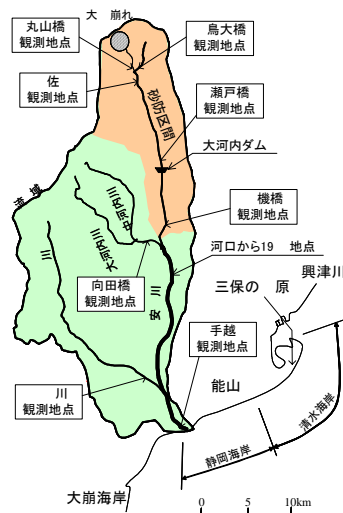 大 崩れ
丸山橋
観測地点
鳥大橋
観測地点
佐
観測地点
瀬戸橋
観測地点
砂防区間
大河内ダム
機橋
観測地点
流域
中河内川
大河内川
川
河口から19 地点
向田橋
観測地点
安 川
三保の 原
興津川
手越
観測地点
川
観測地点
能山
清水海岸
静岡海岸
大崩海岸
0 5 10km